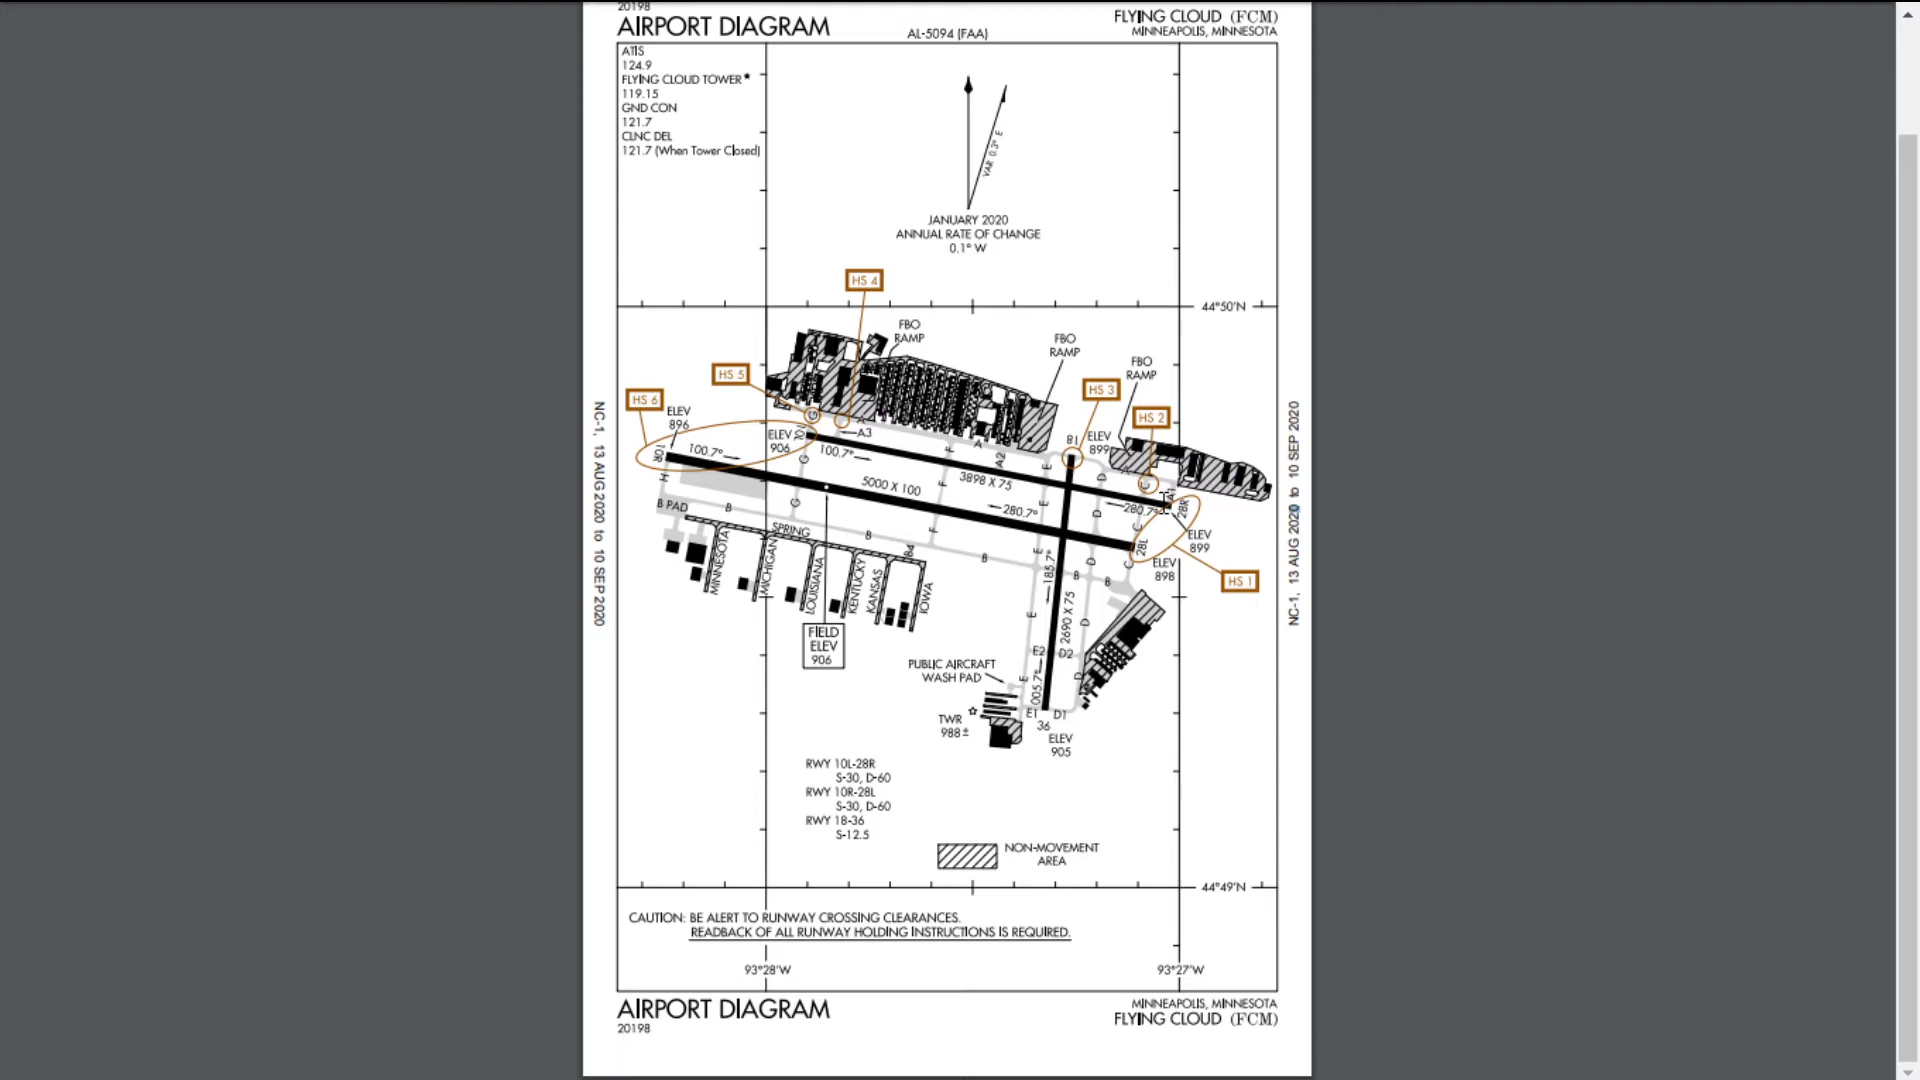 20198
AIRPORT DIAGRAM
AL-5094 (FAA)
FLYING CLOUD (FCM)
MINNEAPOLIS, MINNESOTA
ATIS
124.9
FLYING CLOUD TOWER*
119.15
GND CON
121.7
CLNC DEL
121.7 (When Tower Closed)
VAR 0.3° E
JANUARY 2020
ANNUAL RATE OF CHANGE
0.1° W
HS 4
44°50'N
FBO
RAMP
FBO
RAMP
FBO
RAMP
HS 5
HS 3
HS 6
HS 2
ELEV
896
G
A
A3
ELEV
906
10L
18
ELEV
899
10R
100.7°
100.7°
G
F
A
A2
E
D
C
A1
H
5000 X 100
3898 X 75
280.7°
280.7°
28R
F
E
D
C
G
B PAD
B
SPRING
B
F
B4
B
E
D
B
B
C
28L
ELEV
899
ELEV
898
HS 1
MINNESOTA
MICHIGAN
LOUISIANA
KENTUCKY
KANSAS
IOWA
185.7°
2690 X 75
E
D
FIELD
ELEV
906
E2
D2
PUBLIC AIRCRAFT
WASH PAD
E
D
005.7°
TWR
988±
E1
D1
36
ELEV
905
RWY 10L-28R
S-30, D-60
RWY 10R-28L
S-30, D-60
RWY 18-36
S-12.5
NON-MOVEMENT
AREA
44°49'N
CAUTION: BE ALERT TO RUNWAY CROSSING CLEARANCES.
READBACK OF ALL RUNWAY HOLDING INSTRUCTIONS IS REQUIRED.
93°28'W
93°27'W
NC-1, 13 AUG 2020 to 10 SEP 2020
NC-1, 13 AUG 2020 to 10 SEP 2020
AIRPORT DIAGRAM
20198
MINNEAPOLIS, MINNESOTA
FLYING CLOUD (FCM)